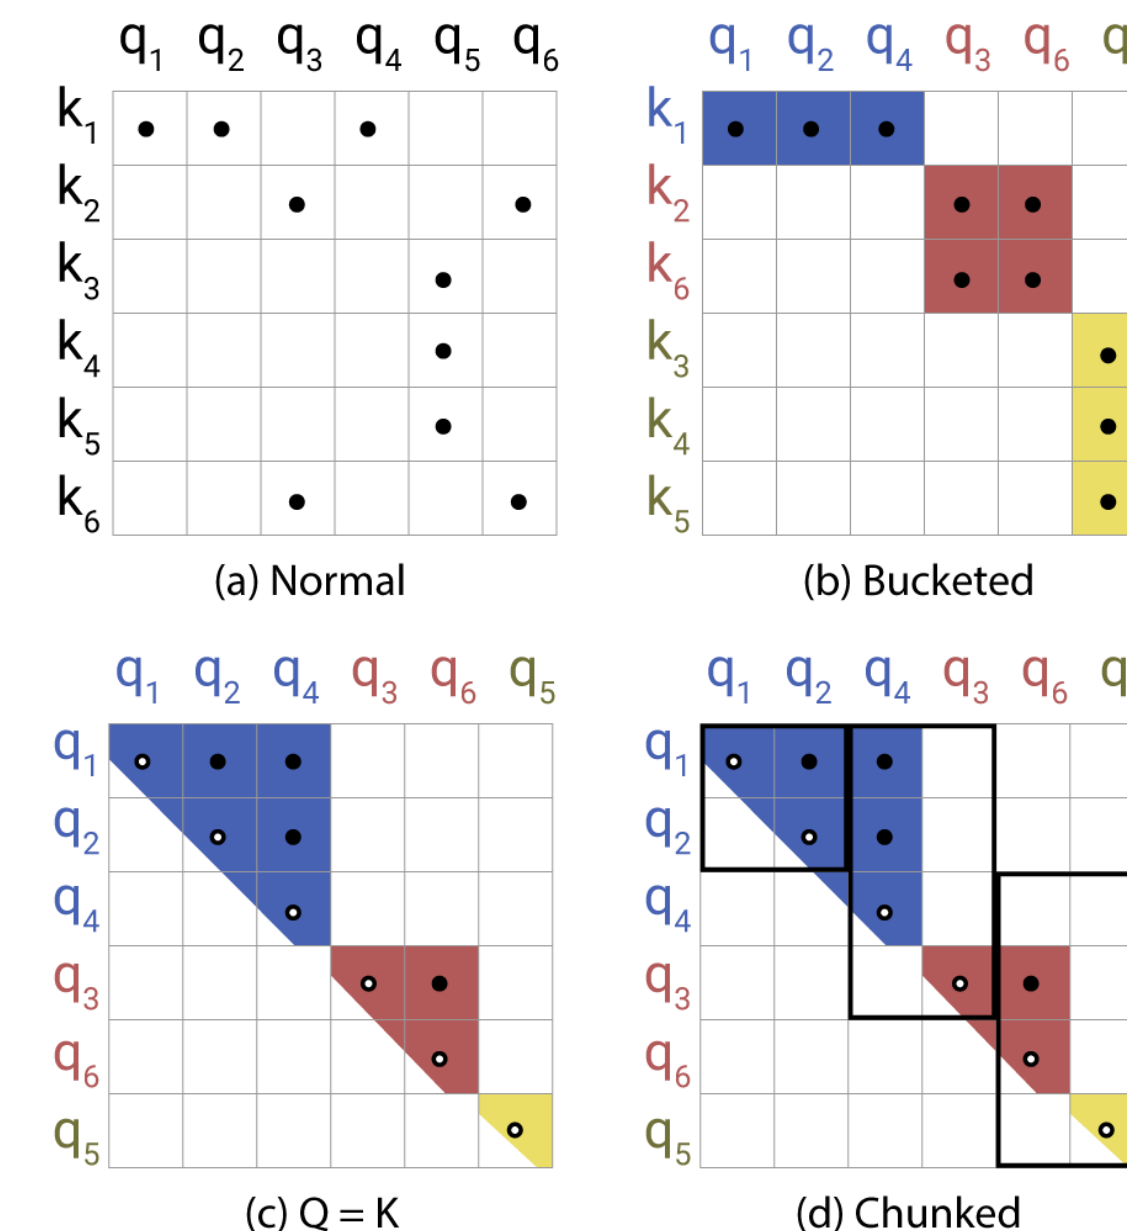 q1 q2 q3 q4 q5 q6
k1
k2
k3
k4
k5
k6
(a) Normal
q1 q2 q4 q3 q6 q
k1
k2
k6
k3
k4
k5
(b) Bucketed
q1 q2 q4 q3 q6 q5
q1
q2
q4
q3
q6
q5
(c) Q = K
q1 q2 q4 q3 q6 q
q1
q2
q4
q3
q6
q5
(d) Chunked